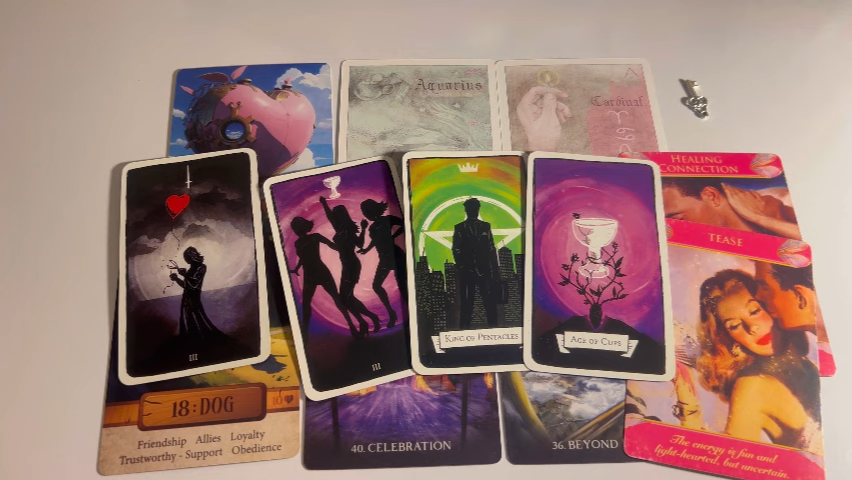 Aquarius
Cardinal
HEALING
CONNECTION
TEASE
III
III
KING OF PENTACLES
ACE OF CUPS
18: DOG
Friendship Allies Loyalty
Trustworthy - Support Obedience
40. CELEBRATION
36. BEYOND
The energy is fun and
light-hearted, but uncertain.